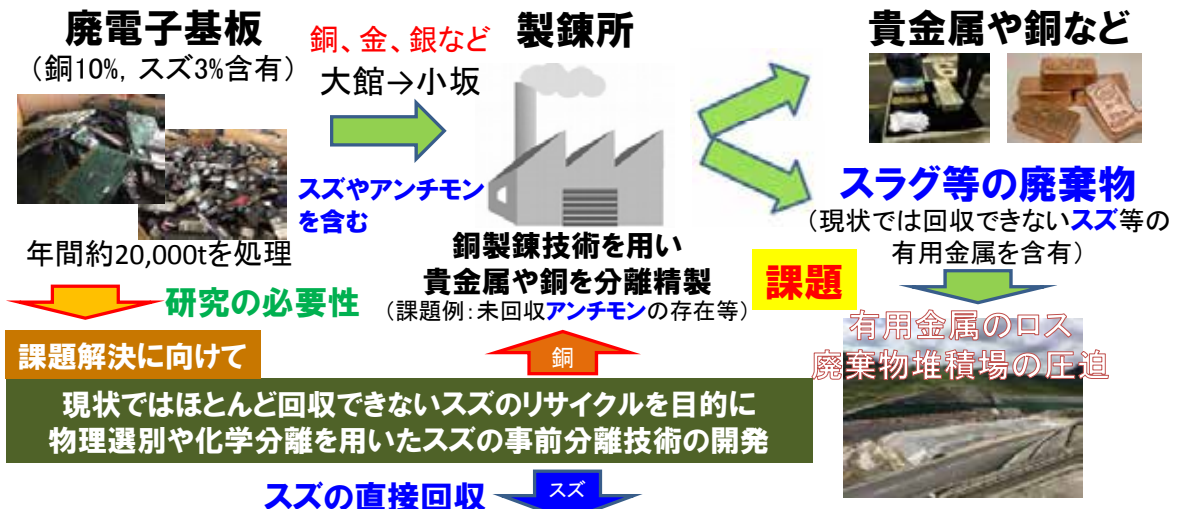 廃電子基板
（銅10%，スズ3%含有）
年間約20,000tを処理
銅、金、銀など
大館→小坂
スズやアンチモン
を含む
製錬所
銅製錬技術を用い
貴金属や銅を分離精製
（課題例：未回収アンチモンの存在等）
貴金属や銅など
スラグ等の廃棄物
（現状では回収できないスズ等の
有用金属を含有）
課題
有用金属のロス
廃棄物堆積場の圧迫
研究の必要性
課題解決に向けて
銅
現状ではほとんど回収できないスズのリサイクルを目的に
物理選別や化学分離を用いたスズの事前分離技術の開発
スズの直接回収
スズ